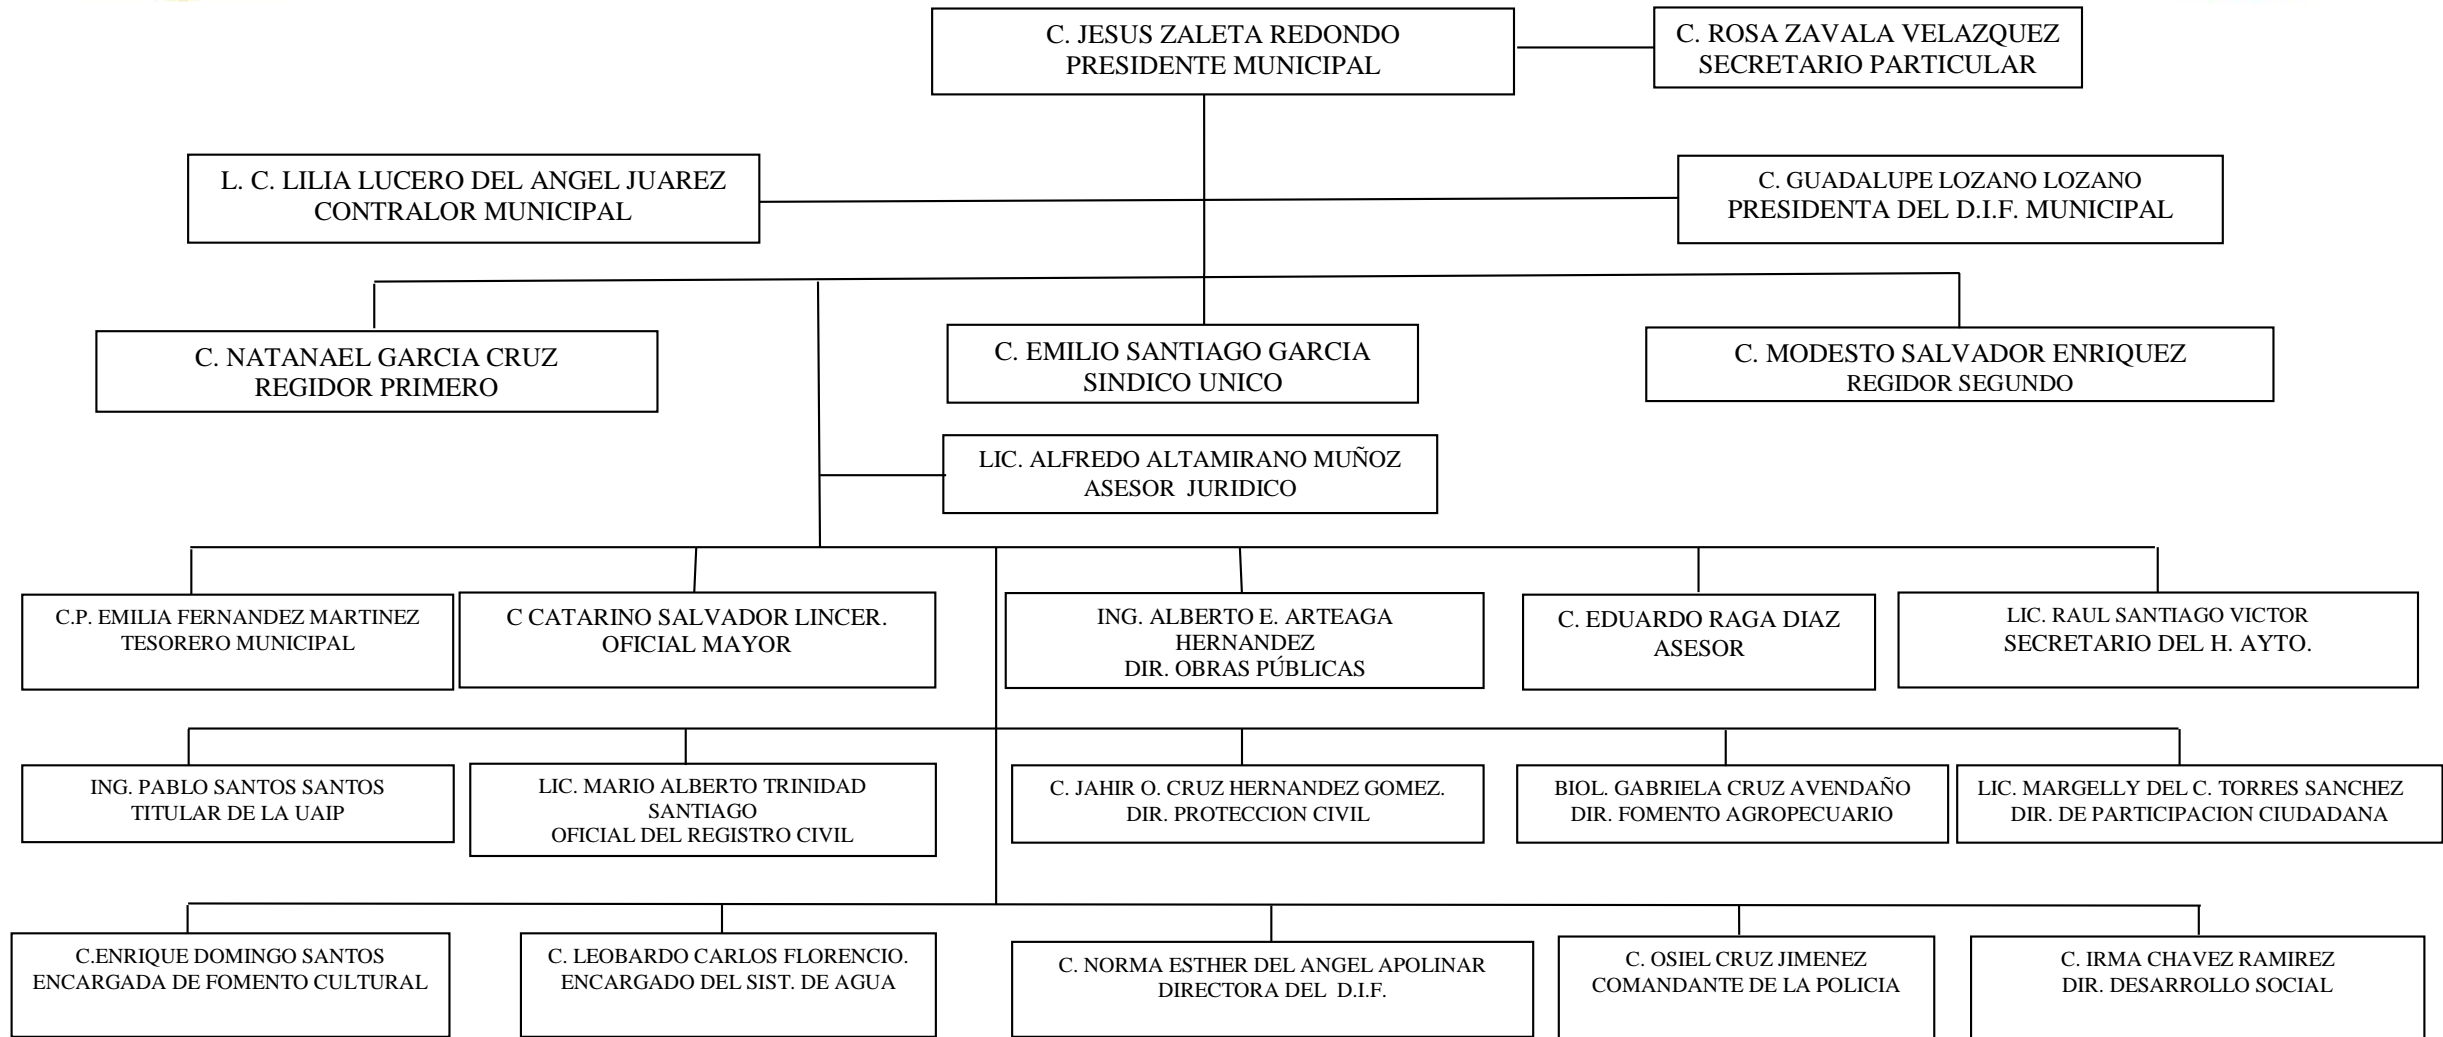 C. JESUS ZALETA REDONDO
PRESIDENTE MUNICIPAL
C. ROSA ZAVALA VELAZQUEZ
SECRETARIO PARTICULAR
L. C. LILIA LUCERO DEL ANGEL JUAREZ
CONTRALOR MUNICIPAL
C. GUADALUPE LOZANO LOZANO
PRESIDENTA DEL D.I.F. MUNICIPAL
C. NATANAEL GARCIA CRUZ
REGIDOR PRIMERO
C. EMILIO SANTIAGO GARCIA
SINDICO UNICO
C. MODESTO SALVADOR ENRIQUEZ
REGIDOR SEGUNDO
LIC. ALFREDO ALTAMIRANO MUÑOZ
ASESOR JURIDICO
C.P. EMILIA FERNANDEZ MARTINEZ
TESORERO MUNICIPAL
C CATARINO SALVADOR LINCER.
OFICIAL MAYOR
ING. ALBERTO E. ARTEAGA
HERNANDEZ
DIR. OBRAS PÚBLICAS
C. EDUARDO RAGA DIAZ
ASESOR
LIC. RAUL SANTIAGO VICTOR
SECRETARIO DEL H. AYTO.
ING. PABLO SANTOS SANTOS
TITULAR DE LA UAIP
LIC. MARIO ALBERTO TRINIDAD
SANTIAGO
OFICIAL DEL REGISTRO CIVIL
C. JAHIR O. CRUZ HERNANDEZ GOMEZ.
DIR. PROTECCION CIVIL
BIOL. GABRIELA CRUZ AVENDAÑO
DIR. FOMENTO AGROPECUARIO
LIC. MARGELLY DEL C. TORRES SANCHEZ
DIR. DE PARTICIPACION CIUDADANA
C.ENRIQUE DOMINGO SANTOS
ENCARGADA DE FOMENTO CULTURAL
C. LEOBARDO CARLOS FLORENCIO.
ENCARGADO DEL SIST. DE AGUA
C. NORMA ESTHER DEL ANGEL APOLINAR
DIRECTORA DEL D.I.F.
C. OSIEL CRUZ JIMENEZ
COMANDANTE DE LA POLICIA
C. IRMA CHAVEZ RAMIREZ
DIR. DESARROLLO SOCIAL